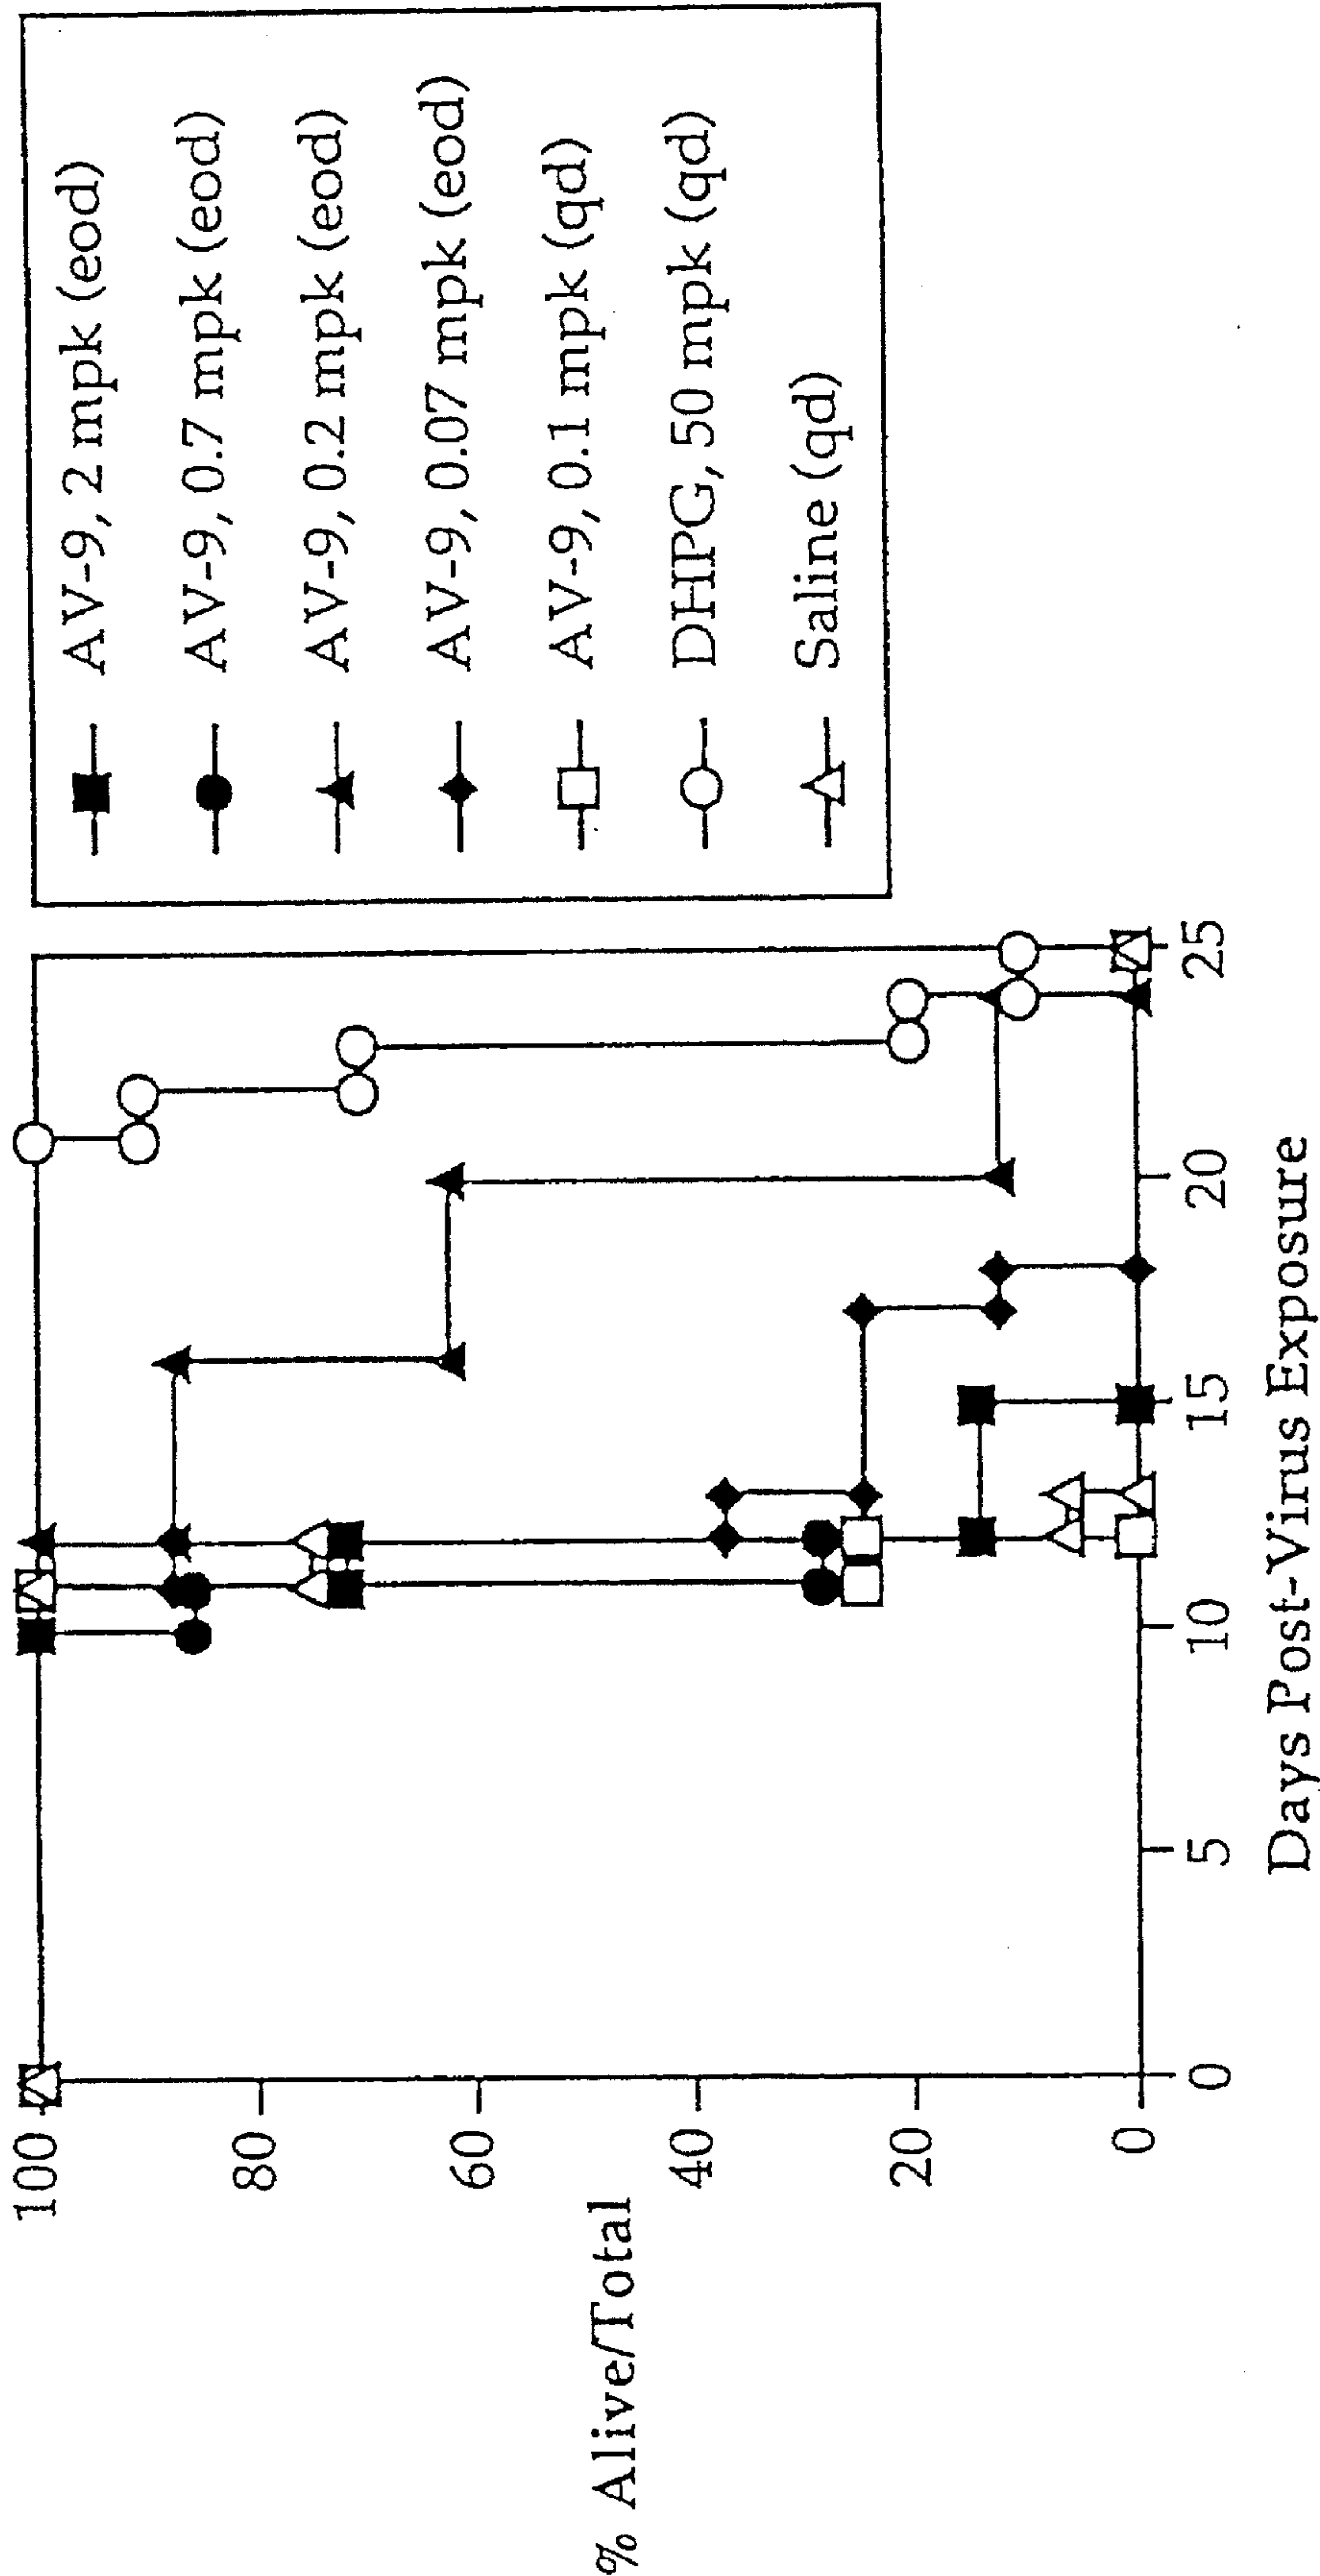 % Alive/Total
100
80
60
40
20
0
0 5 10 15 20 25
Days Post-Virus Exposure
AV-9, 2 mpk (eod)
AV-9, 0.7 mpk (eod)
AV-9, 0.2 mpk (eod)
AV-9, 0.07 mpk (eod)
AV-9, 0.1 mpk (qd)
DHPG, 50 mpk (qd)
Saline (qd)